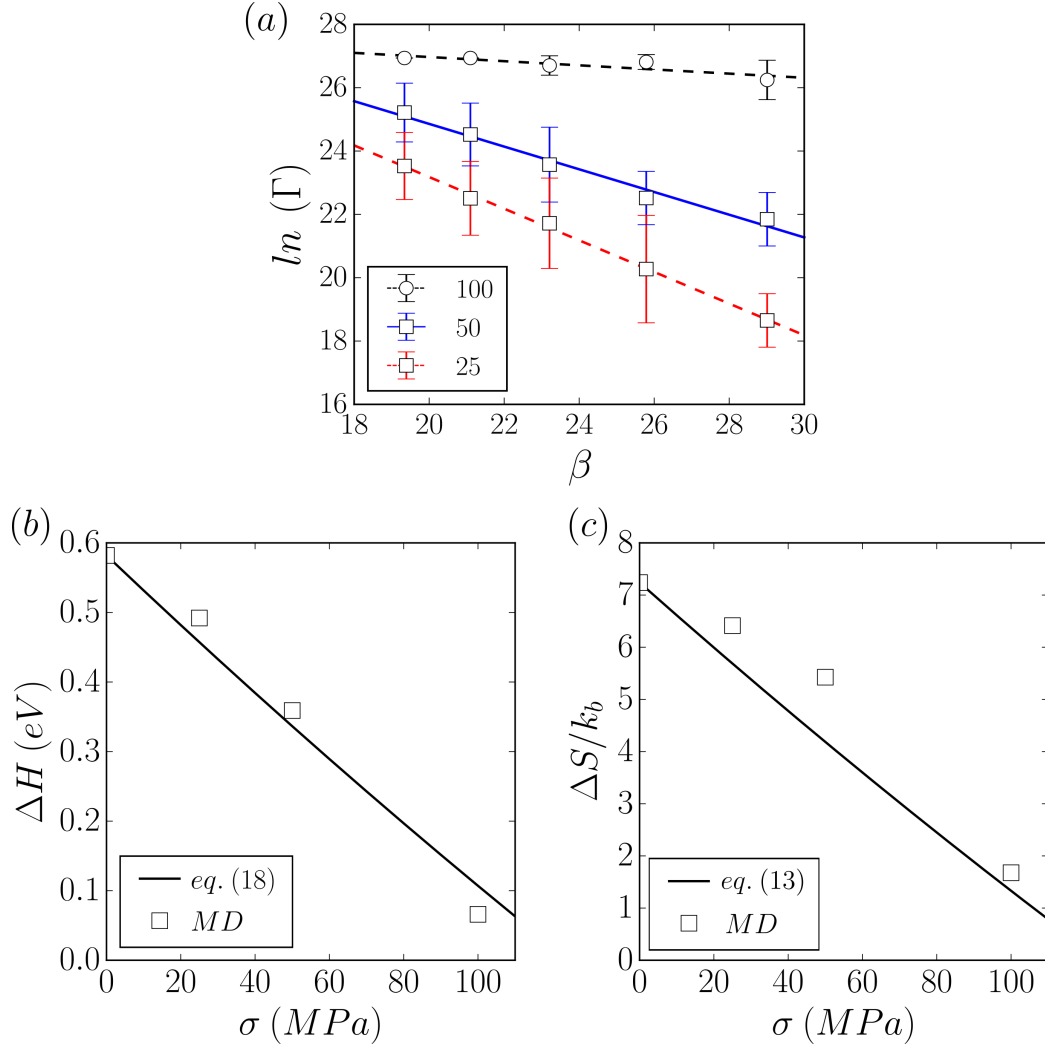 (a)
28
26
24
22
20
18
16
ln (Γ)
100
50
25
18 20 22 24 26 28 30
β
(b)
0.6
0.5
0.4
0.3
0.2
0.1
0.0
ΔH (eV)
eq. (18)
MD
0 20 40 60 80 100
σ (MPa)
(c)
8
7
6
5
4
3
2
1
0
ΔS/k_b
eq. (13)
MD
0 20 40 60 80 100
σ (MPa)